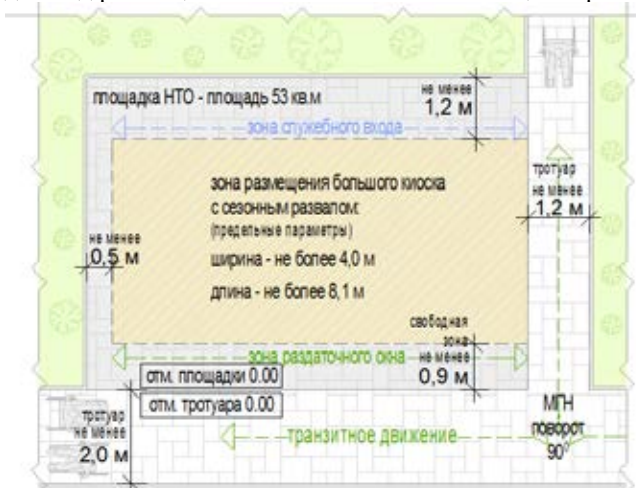 площадка НТО - площадь 53 кв.м
не менее
1,2 м
зона служебного входа
тротуар
не менее
1,2 м
зона размещения большого киоска
с сезонным развалом:
(предельные параметры)
ширина - не более 4,0 м
длина - не более 8,1 м
не менее
0,5 м
свободная
зона
не менее
0,9 м
зона раздаточного окна
отм. площадки 0.00
отм. тротуара 0.00
тротуар
не менее
2,0 м
транзитное движение
МГН
поворот
90°